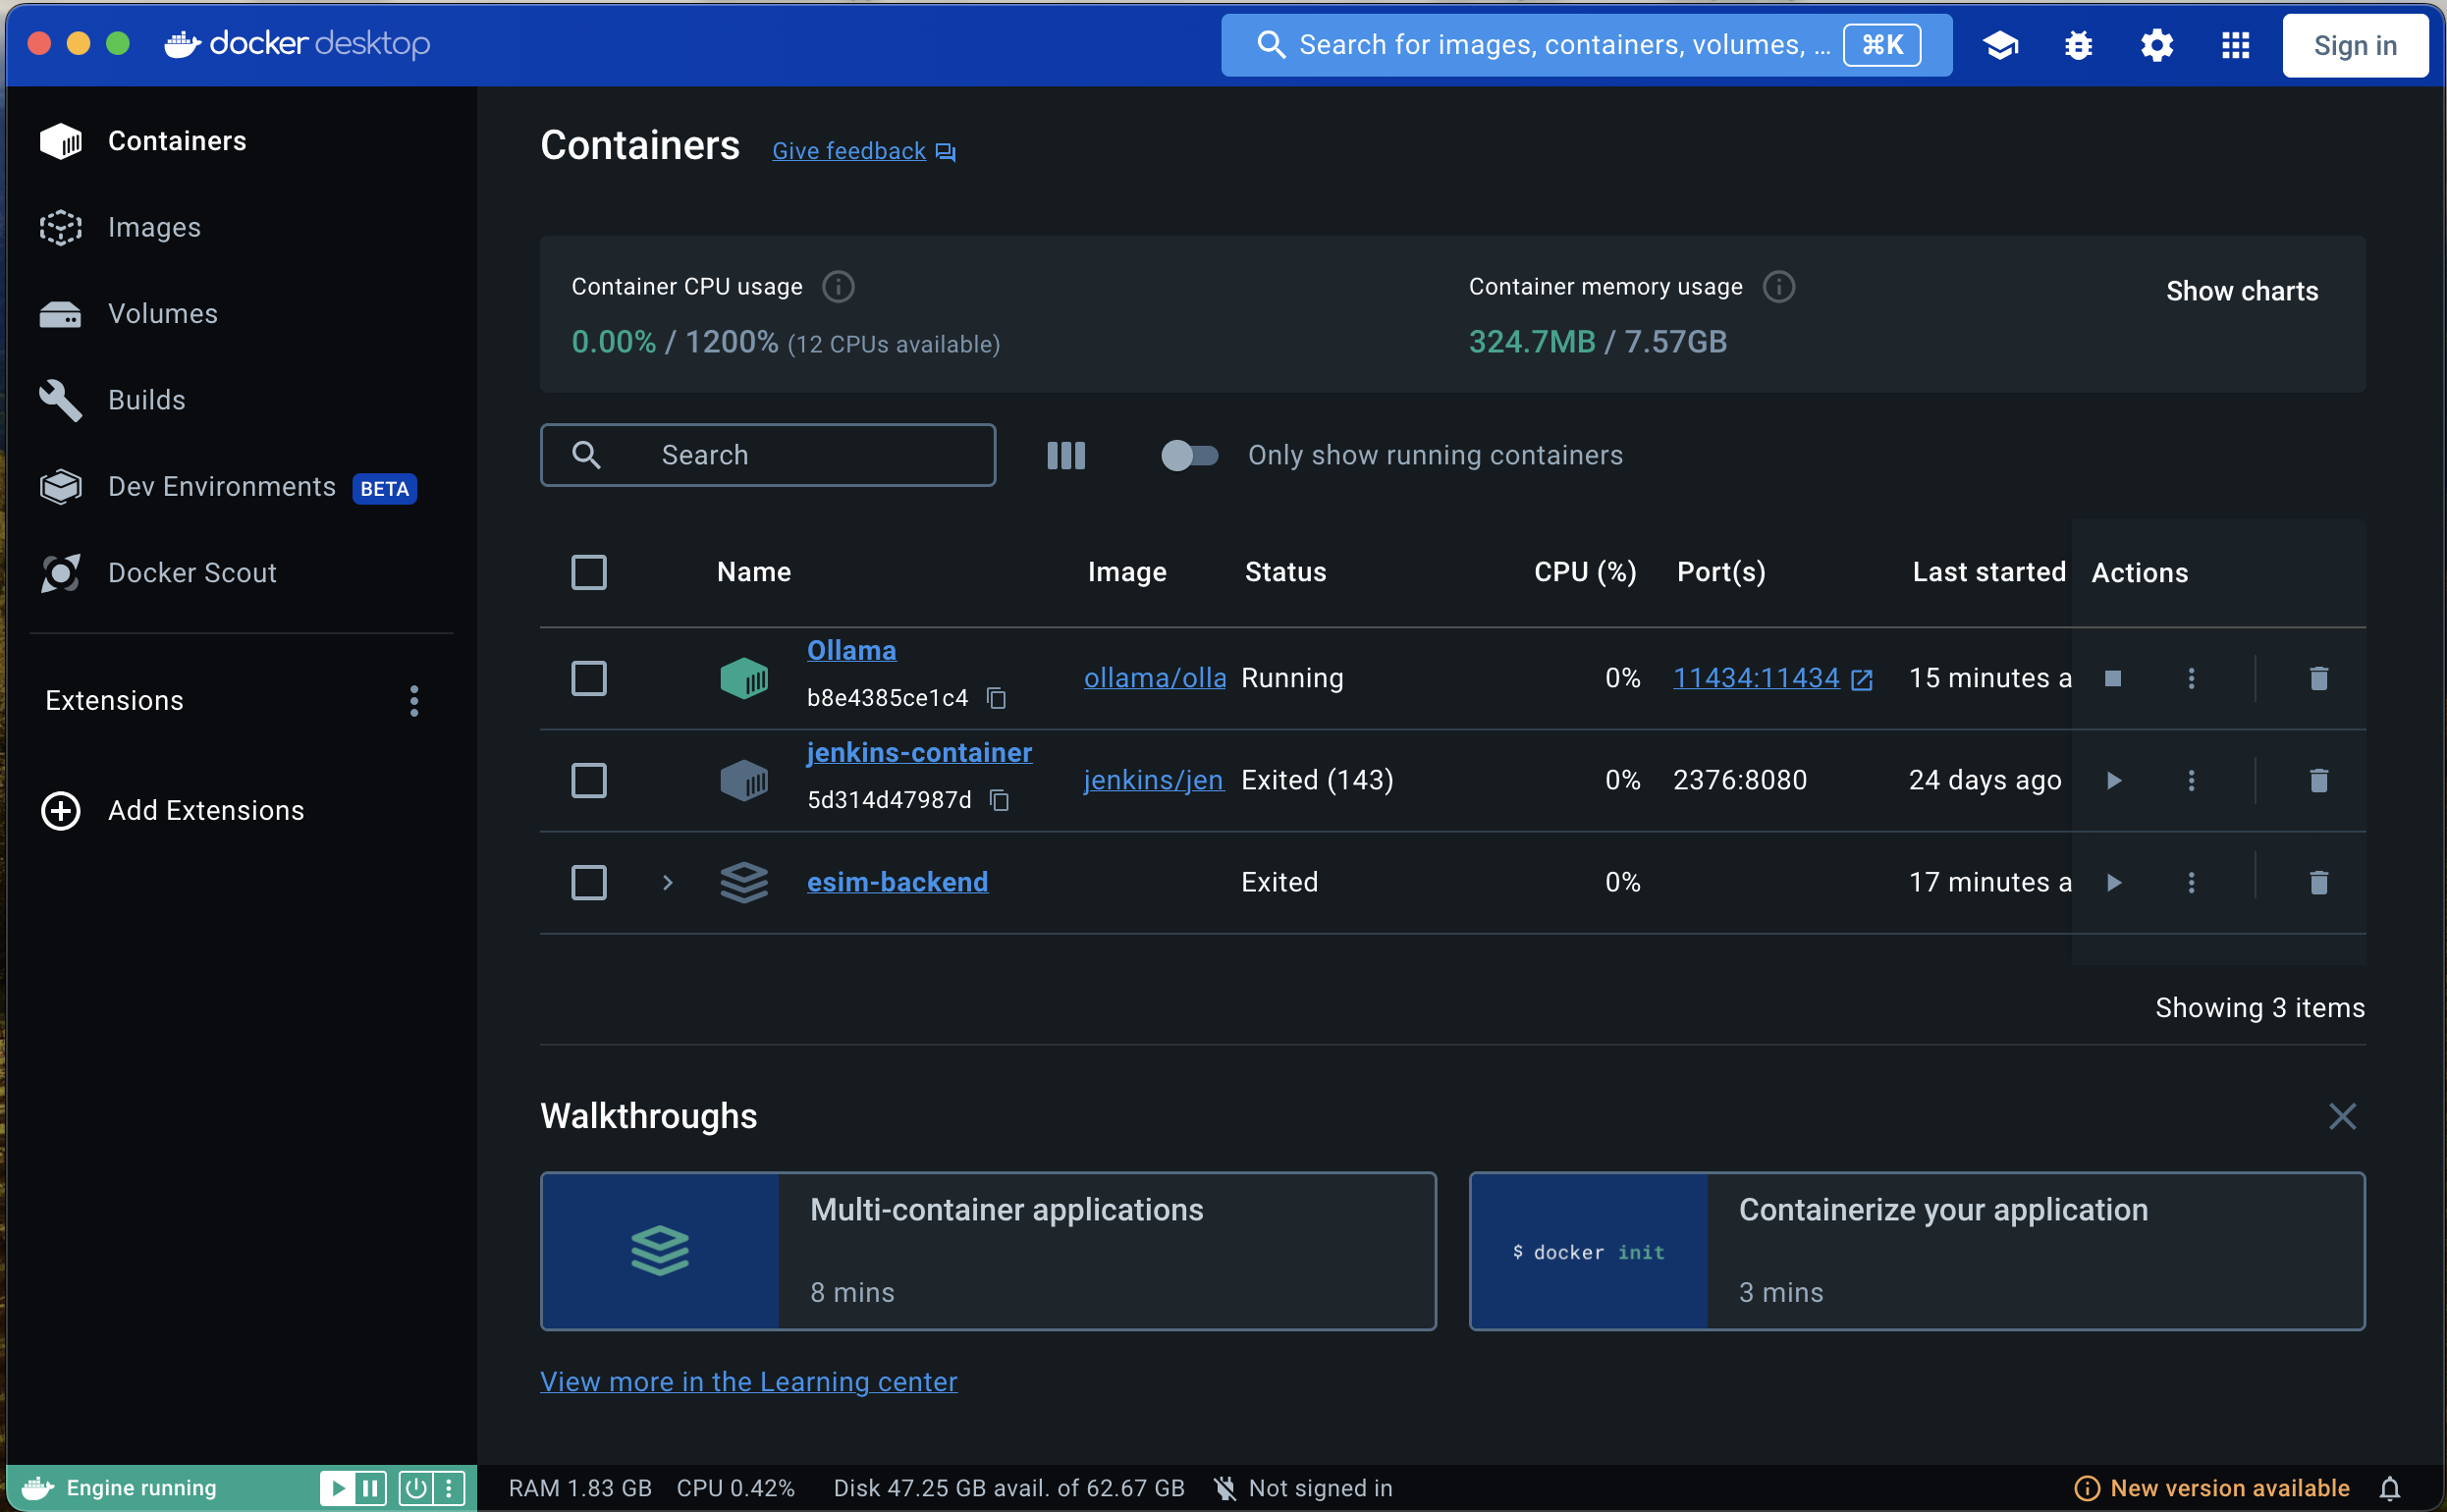 docker desktop
Search for images, containers, volumes, ... ⌘K
Sign in
Containers
Images
Volumes
Builds
Dev Environments BETA
Docker Scout
Extensions
Add Extensions
Containers Give feedback
Container CPU usage
0.00% / 1200% (12 CPUs available)
Container memory usage
324.7MB / 7.57GB
Show charts
Search
Only show running containers
Name Image Status CPU (%) Port(s) Last started Actions
Ollama
b8e4385ce1c4
ollama/olla Running 0% 11434:11434 15 minutes a
jenkins-container
5d314d47987d
jenkins/jen Exited (143) 0% 2376:8080 24 days ago
esim-backend Exited 0% 17 minutes a
Showing 3 items
Walkthroughs
Multi-container applications
8 mins
$ docker init
Containerize your application
3 mins
View more in the Learning center
Engine running
RAM 1.83 GB CPU 0.42% Disk 47.25 GB avail. of 62.67 GB Not signed in
New version available